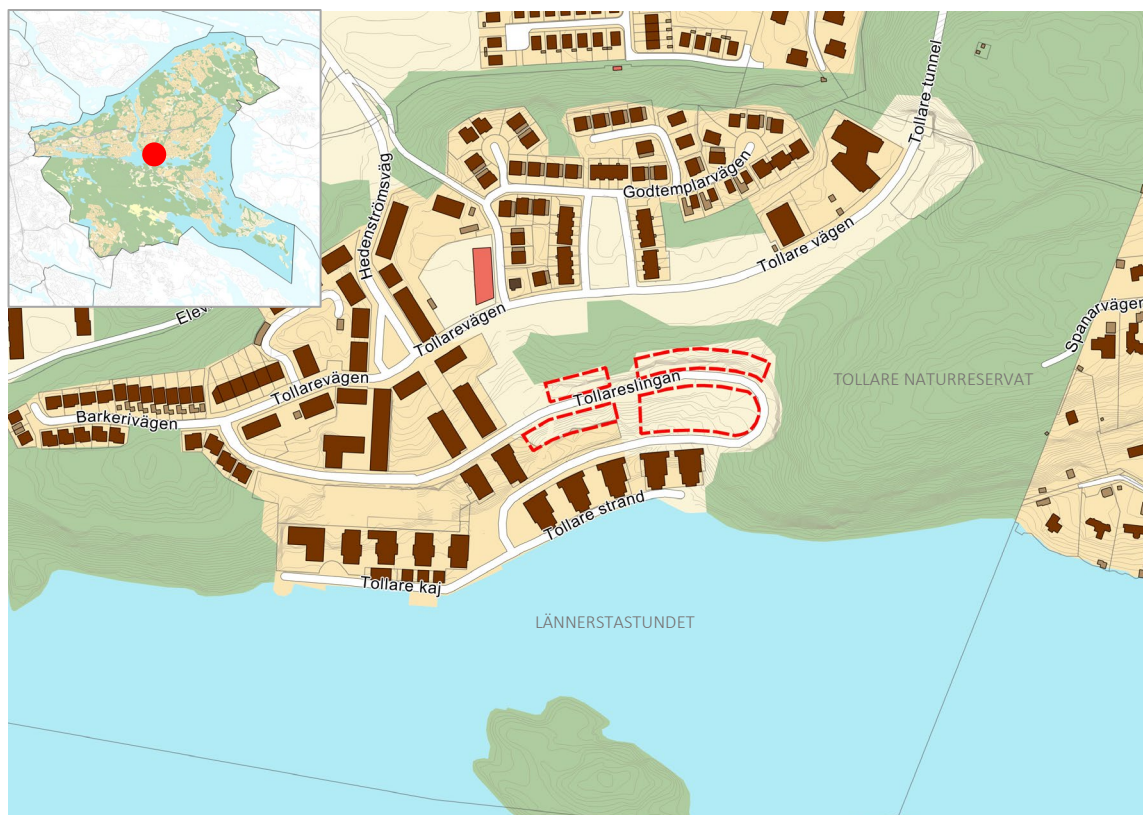 Tollare tunnel
Hedenströmsväg
Godtemplarvägen
Tollare vägen
Spanarvägen
Elev
Tollarevägen
Tollarevägen
Tollareslingan
TOLLARE NATURRESERVAT
Barkerivägen
Tollare strand
Tollare kaj
LÄNNERSTASTUNDET